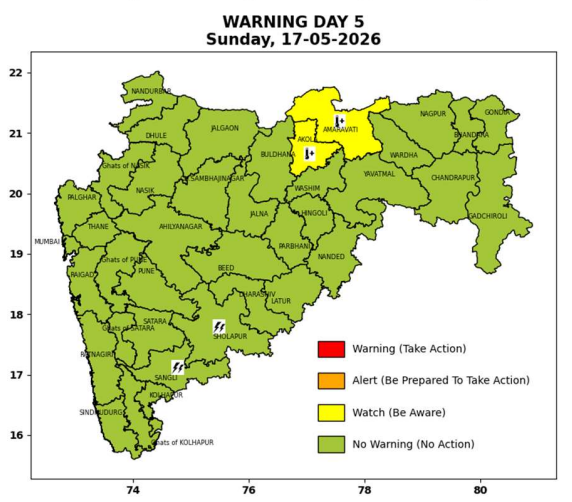 WARNING DAY 5
Sunday, 17-05-2026
22
21
20
19
18
17
16
74
76
78
80
NANDURBAR
DHULE
JALGAON
BULDHANA
AKOLA
AMARAVATI
NAGPUR
GONDIA
BHANDARA
WARDHA
Ghats of NASIK
NASIK
C.SAMBHAJINAGAR
WASHIM
YAVATMAL
CHANDRAPUR
PALGHAR
THANE
AHILYANAGAR
JALNA
HINGOLI
GADCHIROLI
MUMBAI
PARBHANI
NANDED
Ghats of PUNE
RAIGAD
PUNE
BEED
DHARASHIV
LATUR
SATARA
Ghats of SATARA
SHOLAPUR
RATNAGIRI
SANGLI
KOLHAPUR
SINDHUDURG
Ghats of KOLHAPUR
Warning (Take Action)
Alert (Be Prepared To Take Action)
Watch (Be Aware)
No Warning (No Action)